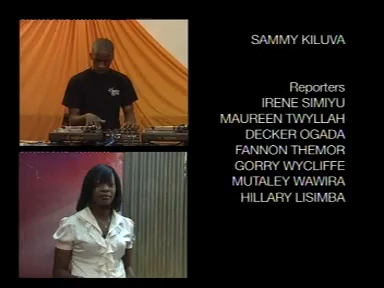 SAMMY KILUVA
Reporters
IRENE SIMIYU
MAUREEN TWYLLAH
DECKER OGADA
FANNON THEMOR
GORRY WYCLIFFE
MUTALEY WAWIRA
HILLARY LISIMBA